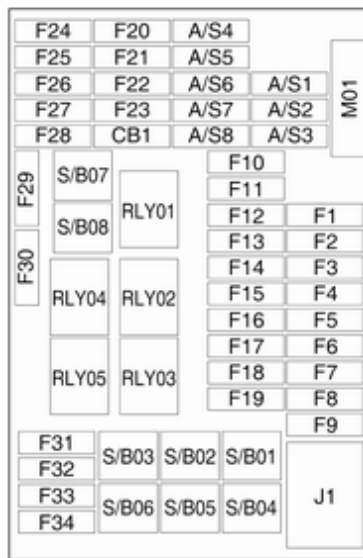 F24 F20 A/S4
F25 F21 A/S5
F26 F22 A/S6 A/S1
F27 F23 A/S7 A/S2
F28 CB1 A/S8 A/S3
M01
F29
F30
S/B07
S/B08
RLY01
RLY04 RLY02
RLY05 RLY03
F10
F11
F12 F1
F13 F2
F14 F3
F15 F4
F16 F5
F17 F6
F18 F7
F19 F8
F9
F31
F32
F33
F34
S/B03 S/B02 S/B01
S/B06 S/B05 S/B04
J1